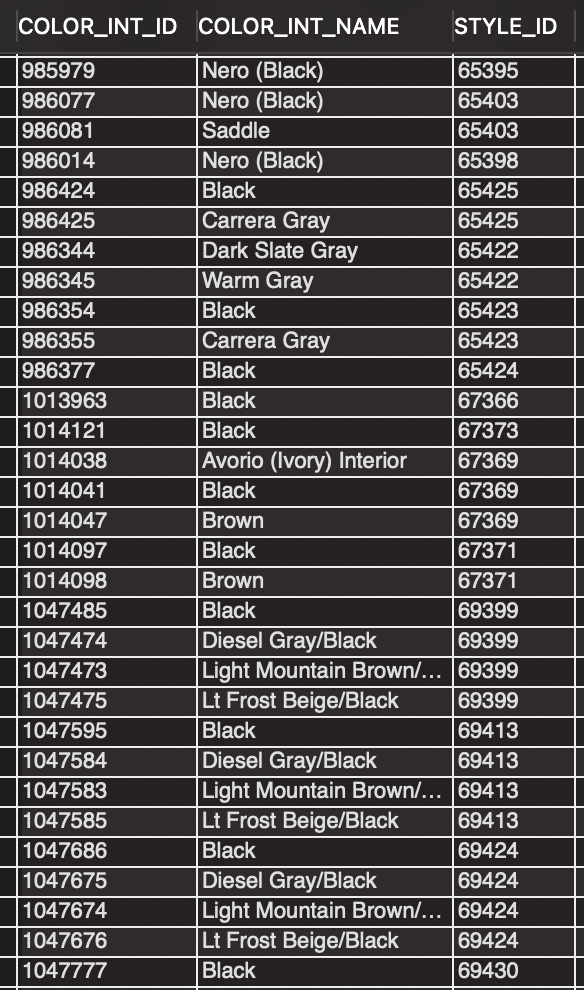 COLOR_INT_ID COLOR_INT_NAME STYLE_ID
985979 Nero (Black) 65395
986077 Nero (Black) 65403
986081 Saddle 65403
986014 Nero (Black) 65398
986424 Black 65425
986425 Carrera Gray 65425
986344 Dark Slate Gray 65422
986345 Warm Gray 65422
986354 Black 65423
986355 Carrera Gray 65423
986377 Black 65424
1013963 Black 67366
1014121 Black 67373
1014038 Avorio (Ivory) Interior 67369
1014041 Black 67369
1014047 Brown 67369
1014097 Black 67371
1014098 Brown 67371
1047485 Black 69399
1047474 Diesel Gray/Black 69399
1047473 Light Mountain Brown/... 69399
1047475 Lt Frost Beige/Black 69399
1047595 Black 69413
1047584 Diesel Gray/Black 69413
1047583 Light Mountain Brown/... 69413
1047585 Lt Frost Beige/Black 69413
1047686 Black 69424
1047675 Diesel Gray/Black 69424
1047674 Light Mountain Brown/... 69424
1047676 Lt Frost Beige/Black 69424
1047777 Black 69430